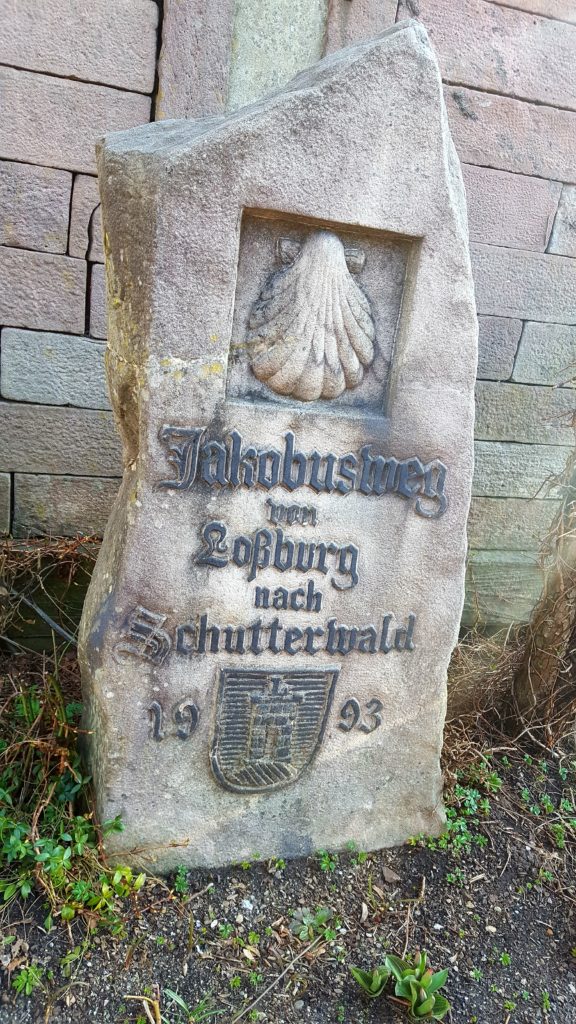 Jakobusweg
von
Loßburg
nach
Schutterwald
1993
L